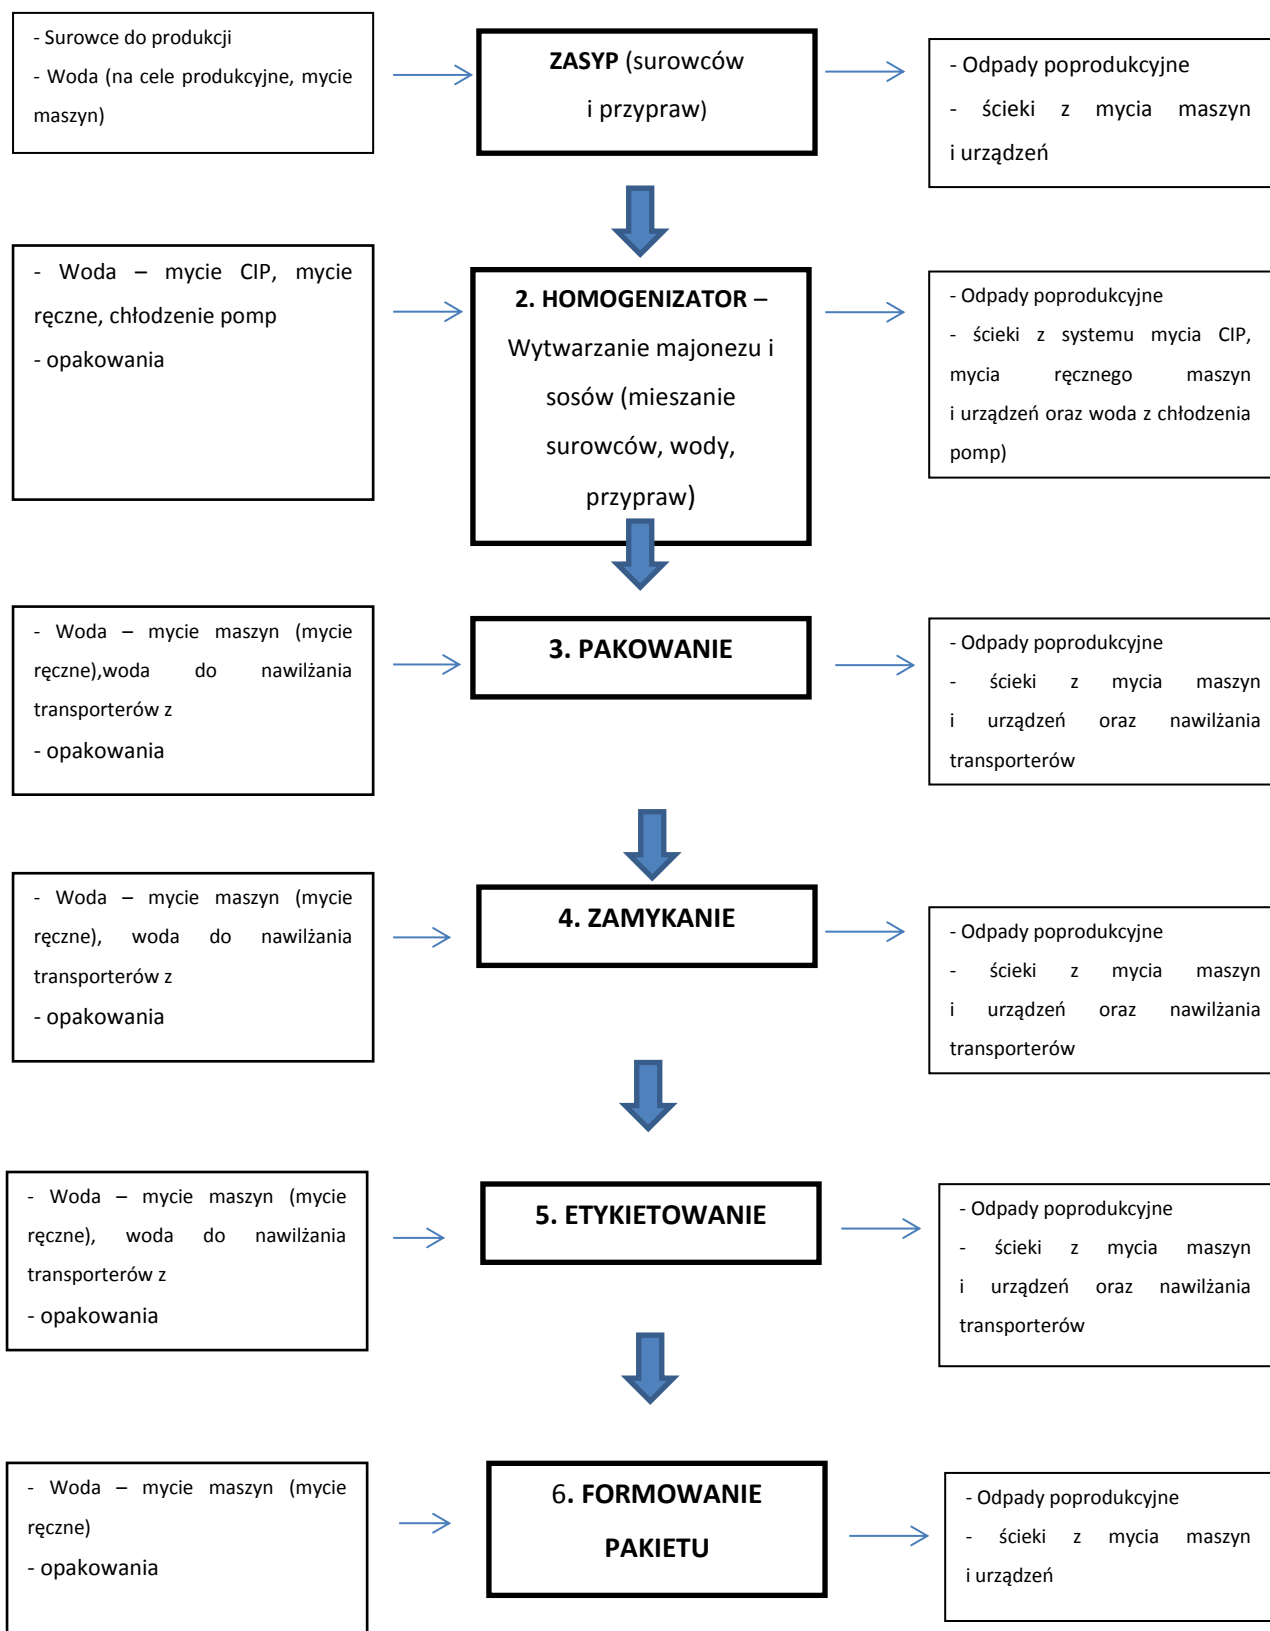 - Surowce do produkcji
- Woda (na cele produkcyjne, mycie
maszyn)
ZASYP (surowców
i przypraw)
- Odpady poprodukcyjne
- ścieki z mycia maszyn
i urządzeń
- Woda – mycie CIP, mycie
ręczne, chłodzenie pomp
- opakowania
2. HOMOGENIZATOR –
Wytwarzanie majonezu i
sosów (mieszanie
surowców, wody,
przypraw)
- Odpady poprodukcyjne
- ścieki z systemu mycia CIP,
mycia ręcznego maszyn
i urządzeń oraz woda z chłodzenia
pomp)
- Woda – mycie maszyn (mycie
ręczne),woda do nawilżania
transporterów z
- opakowania
3. PAKOWANIE
- Odpady poprodukcyjne
- ścieki z mycia maszyn
i urządzeń oraz nawilżania
transporterów
- Woda – mycie maszyn (mycie
ręczne), woda do nawilżania
transporterów z
- opakowania
4. ZAMYKANIE
- Odpady poprodukcyjne
- ścieki z mycia maszyn
i urządzeń oraz nawilżania
transporterów
- Woda – mycie maszyn (mycie
ręczne), woda do nawilżania
transporterów z
- opakowania
5. ETYKIETOWANIE
- Odpady poprodukcyjne
- ścieki z mycia maszyn
i urządzeń oraz nawilżania
transporterów
- Woda – mycie maszyn (mycie
ręczne)
- opakowania
6. FORMOWANIE
PAKIETU
- Odpady poprodukcyjne
- ścieki z mycia maszyn
i urządzeń